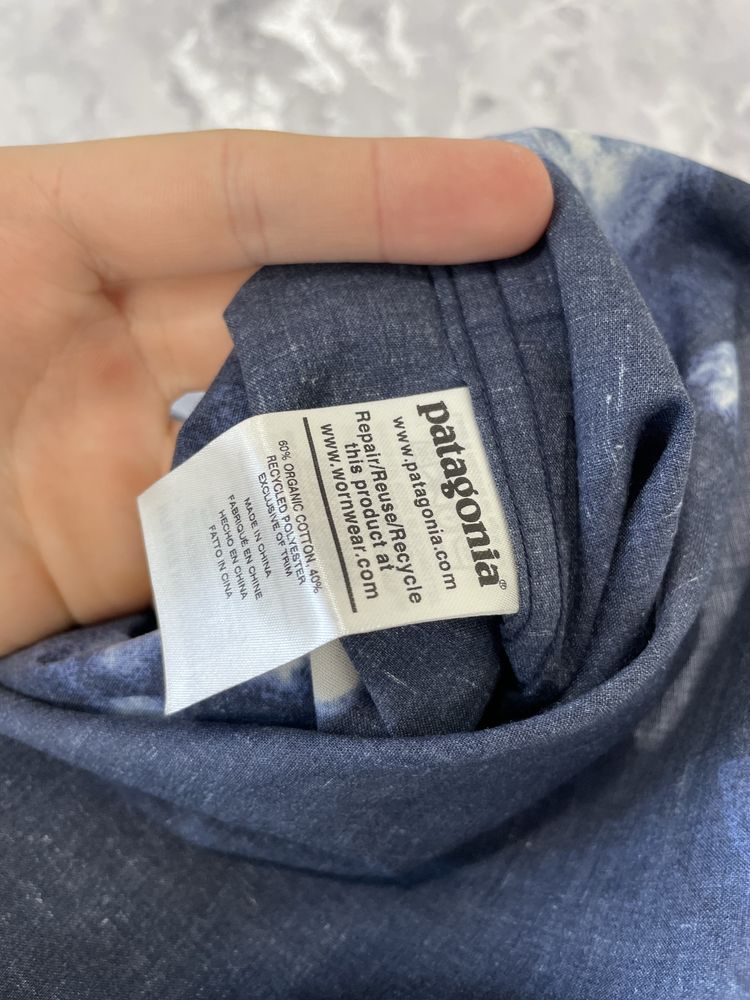 patagonia®
www.patagonia.com
Repair/Reuse/Recycle
this product at
www.wornwear.com
60% ORGANIC COTTON, 40%
RECYCLED POLYESTER
EXCLUSIVE OF TRIM
MADE IN CHINA
FABRIQUÉ EN CHINE
HECHO EN CHINA
FATTO IN CINA